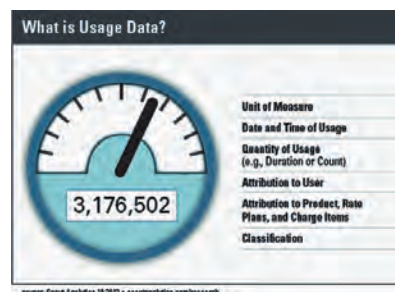 What is Usage Data?
Unit of Measure
Date and Time of Usage
Quantity of Usage
(e.g., Duration or Count)
Attribution to User
Attribution to Product, Rate
Plans, and Charge Items
Classification
3,176,502